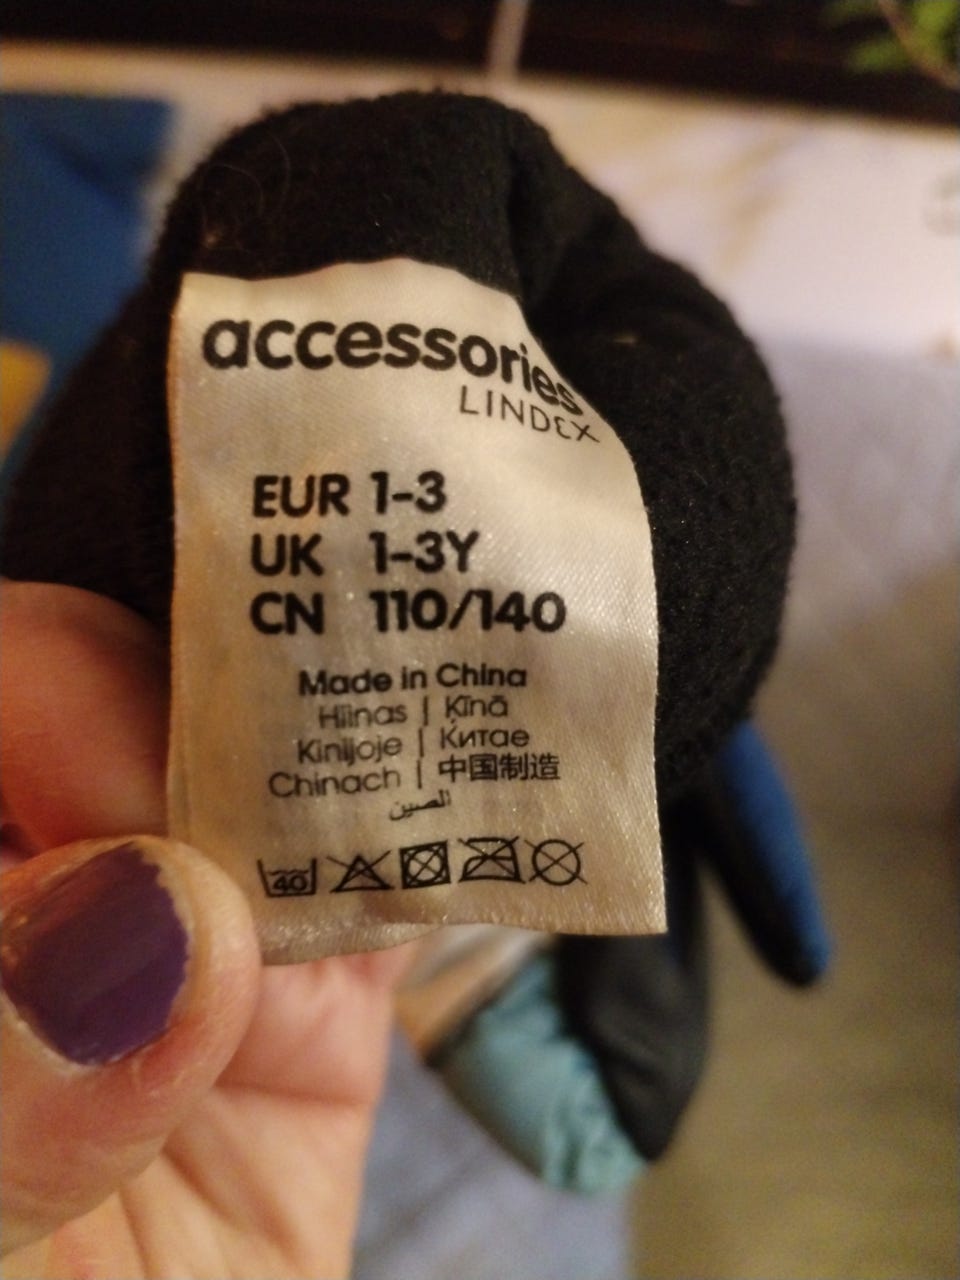 accessories
LINDEX
EUR 1-3
UK 1-3Y
CN 110/140
Made in China
Hiinas | Ķīnā
Kinijoje | Китае
Chinach | 中国制造
الصين
40